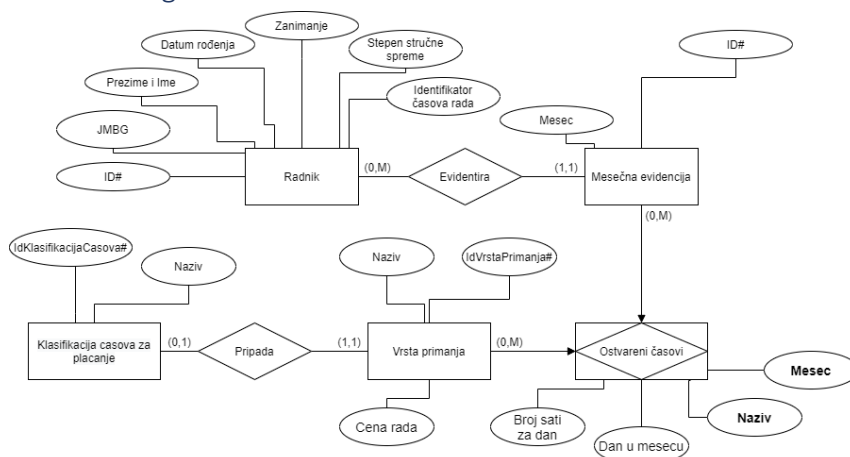 Zanimanje
Datum rođenja
Stepen stručne
spreme
ID#
Prezime i Ime
Identifikator
časova rada
Mesec
JMBG
ID#
Radnik
(0,M)
Evidentira
(1,1)
Mesečna evidencija
(0,M)
IdKlasifikacijaCasova#
Naziv
Naziv
IdVrstaPrimanja#
Klasifikacija casova za
placanje
(0,1)
Pripada
(1,1)
Vrsta primanja
(0,M)
Ostvareni časovi
Mesec
Cena rada
Broj sati
za dan
Naziv
Dan u mesecu